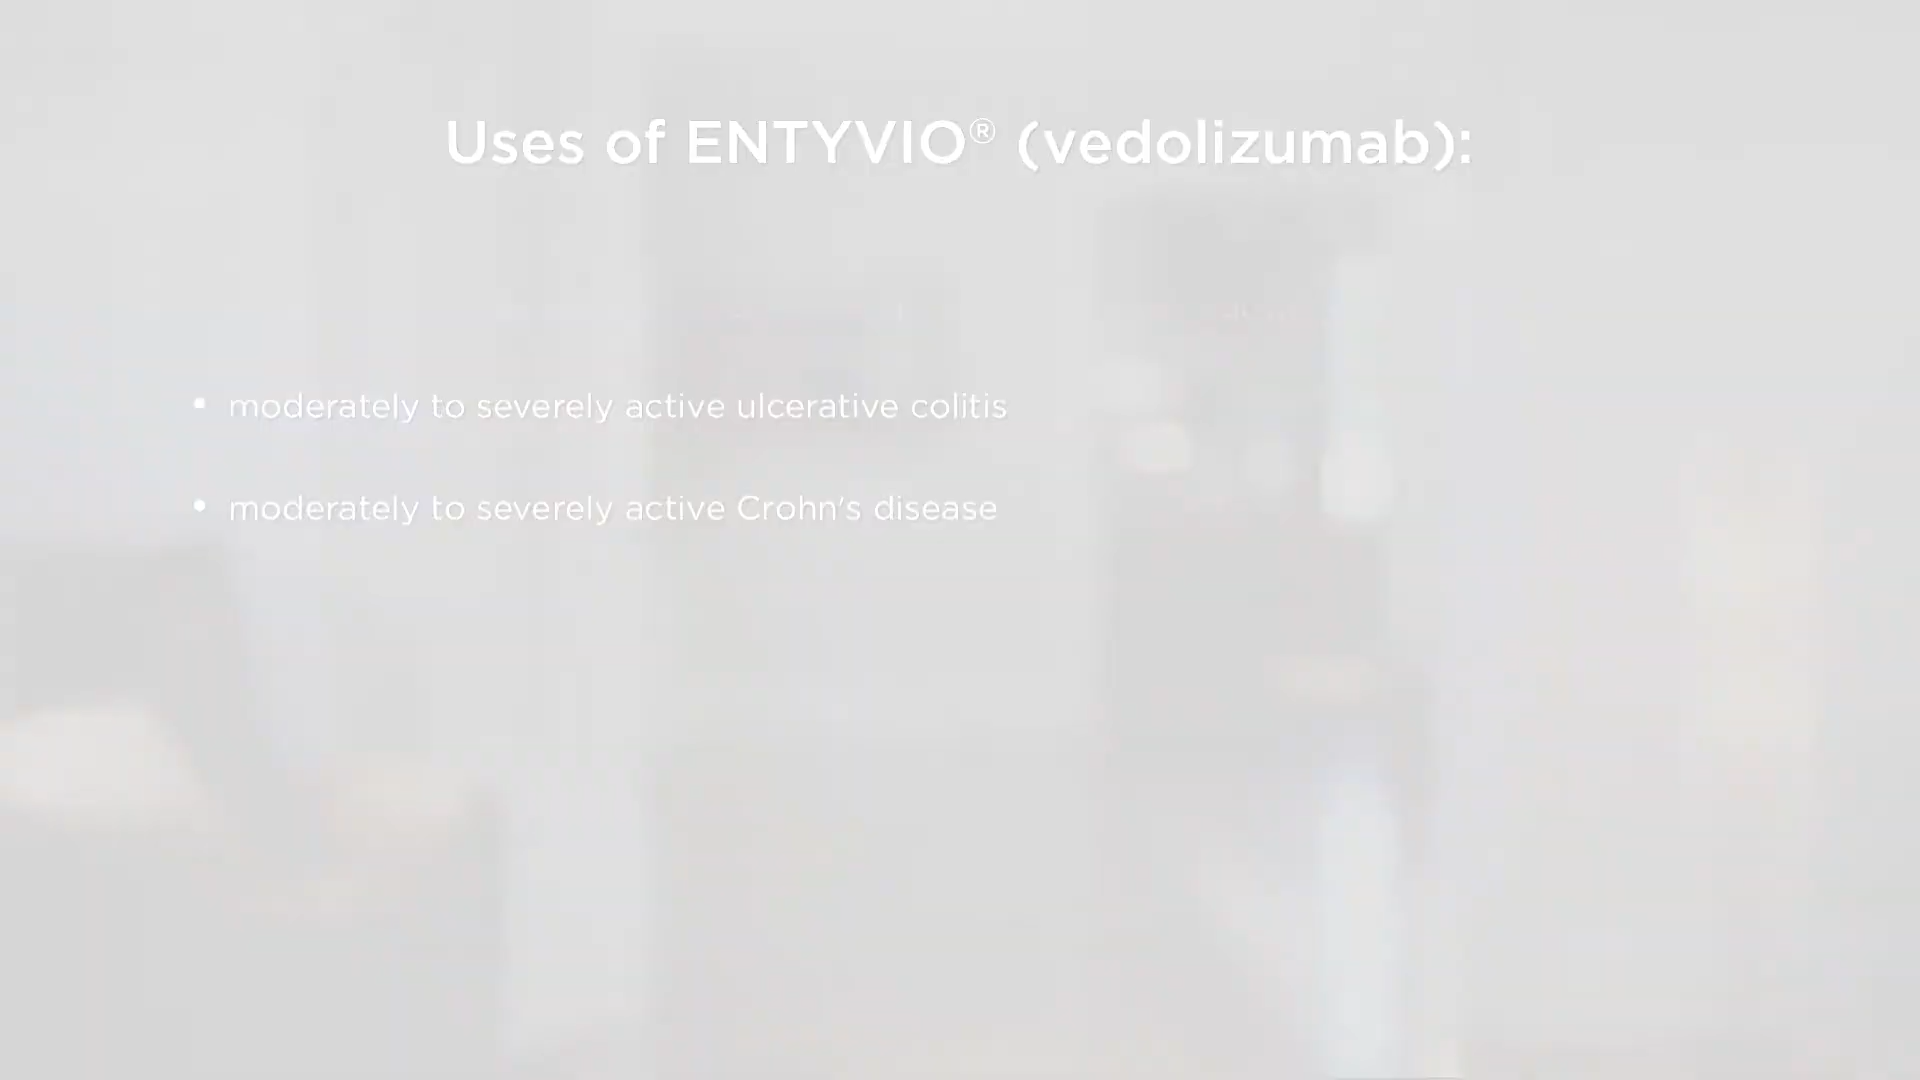 Uses of ENTYVIO® (vedolizumab):
• moderately to severely active ulcerative colitis
• moderately to severely active Crohn's disease